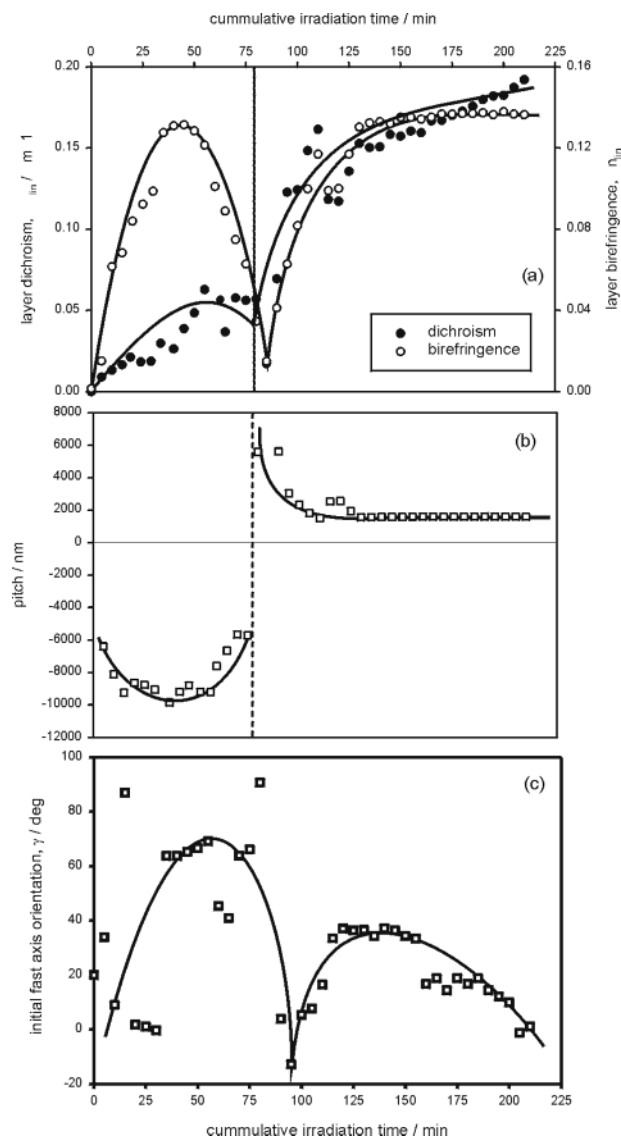 cummulative irradiation time / min
0 25 50 75 100 125 150 175 200 225
0.20
0.15
0.10
0.05
0.00
layer dichroism, lin / m 1
0.16
0.12
0.08
0.04
0.00
layer birefringence, n lin
(a)
dichroism
birefringence
8000
6000
4000
2000
0
-2000
-4000
-6000
-8000
-10000
-12000
pitch / nm
(b)
100
80
60
40
20
0
-20
initial fast axis orientation, γ / deg
(c)
0 25 50 75 100 125 150 175 200 225
cummulative irradiation time / min